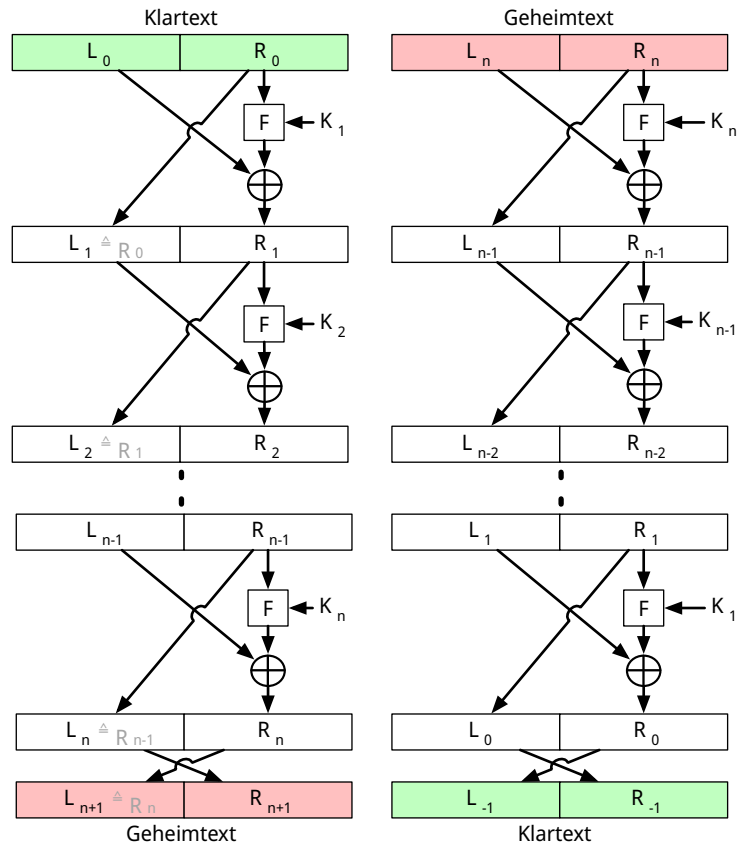 Klartext
L 0 R 0
F K 1
L 1 ≙ R 0 R 1
F K 2
L 2 ≙ R 1 R 2
L n-1 R n-1
F K n
L n ≙ R n-1 R n
L n+1 ≙ R n R n+1
Geheimtext
Geheimtext
L n R n
F K n
L n-1 R n-1
F K n-1
L n-2 R n-2
L 1 R 1
F K 1
L 0 R 0
L -1 R -1
Klartext